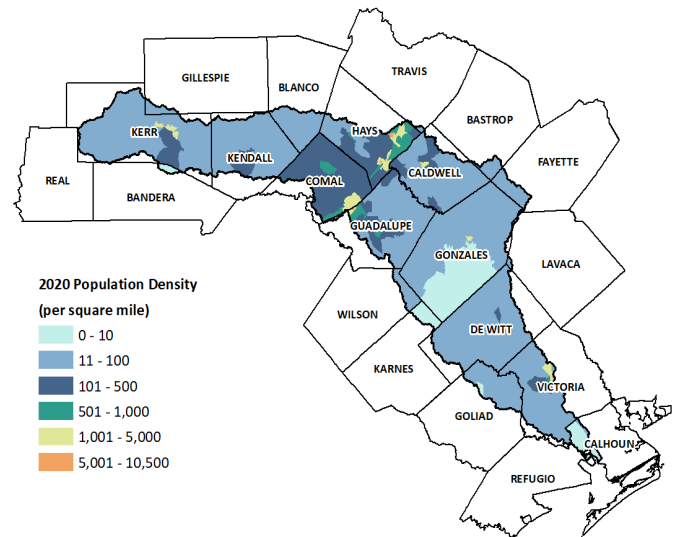 TRAVIS
GILLESPIE
BLANCO
BASTROP
KERR
HAYS
KENDALL
FAYETTE
CALDWELL
REAL
COMAL
BANDERA
GUADALUPE
GONZALES
LAVACA
2020 Population Density
(per square mile)
0 - 10
11 - 100
101 - 500
501 - 1,000
1,001 - 5,000
5,001 - 10,500
WILSON
DE WITT
KARNES
VICTORIA
GOLIAD
CALHOUN
REFUGIO